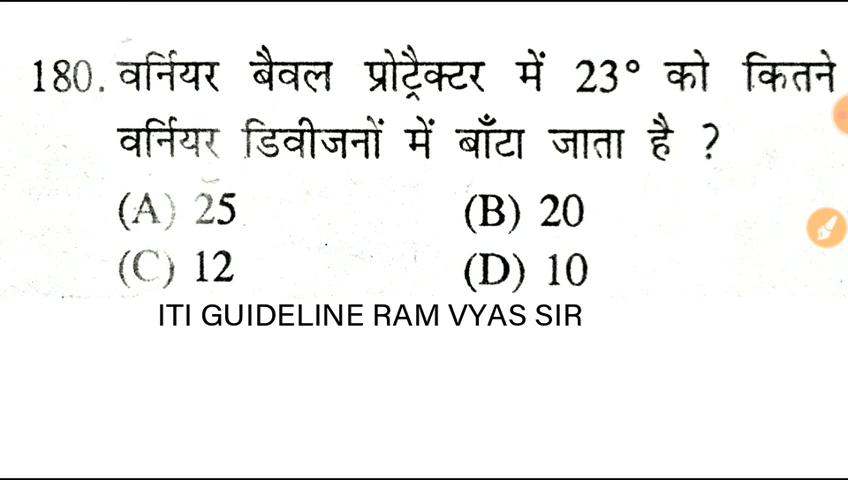 180. वर्नियर बैवल प्रोट्रैक्टर में 23° को कितने
वर्नियर डिवीजनों में बाँटा जाता है ?
(A) 25 (B) 20
(C) 12 (D) 10
ITI GUIDELINE RAM VYAS SIR